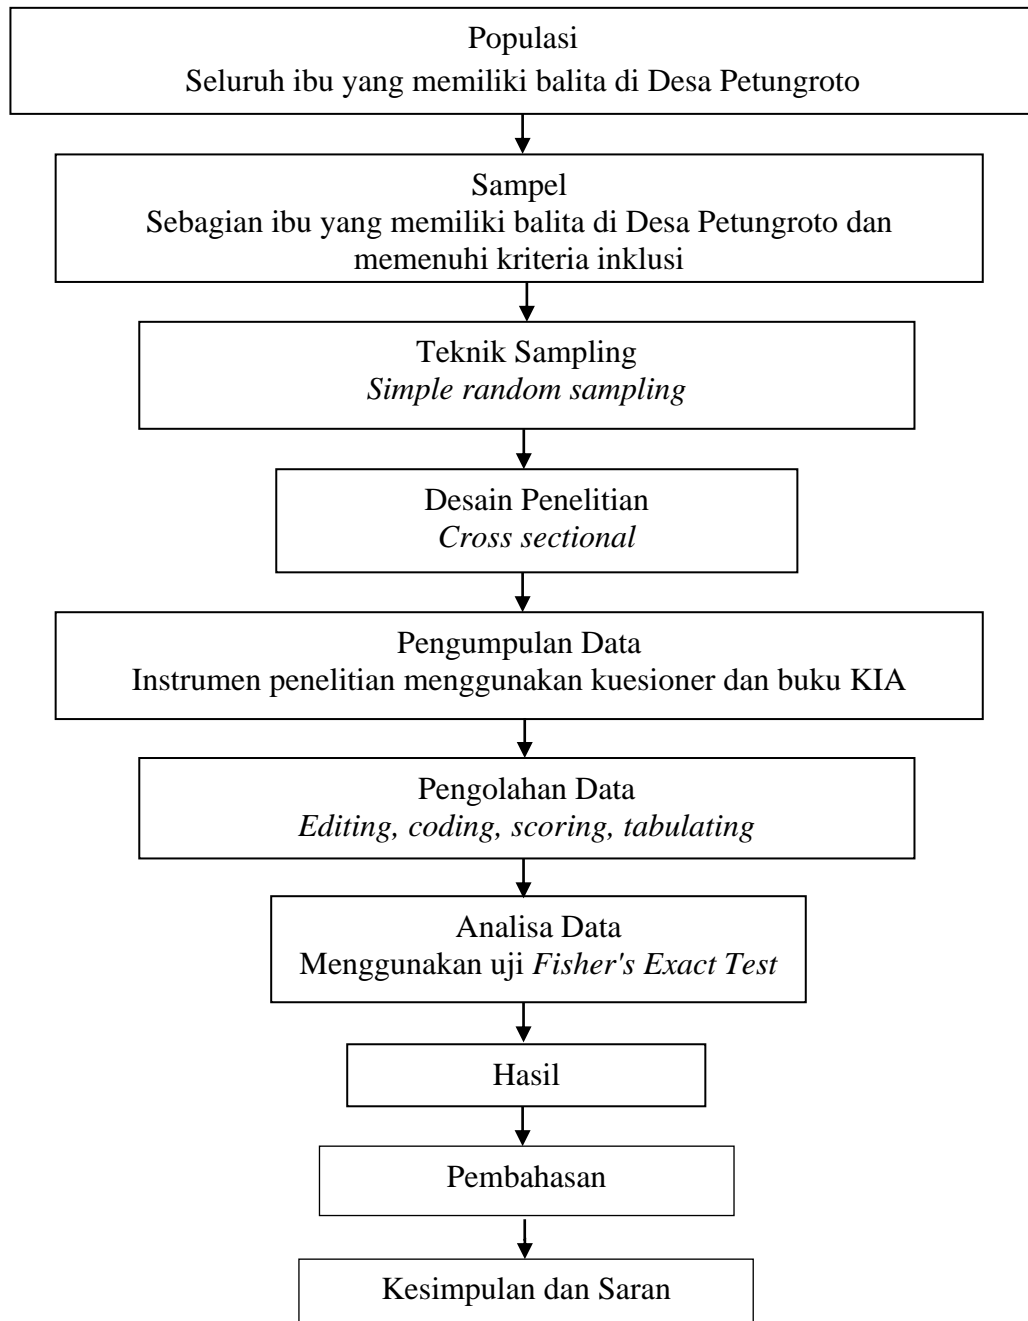 Populasi
Seluruh ibu yang memiliki balita di Desa Petungroto
Sampel
Sebagian ibu yang memiliki balita di Desa Petungroto dan
memenuhi kriteria inklusi
Teknik Sampling
Simple random sampling
Desain Penelitian
Cross sectional
Pengumpulan Data
Instrumen penelitian menggunakan kuesioner dan buku KIA
Pengolahan Data
Editing, coding, scoring, tabulating
Analisa Data
Menggunakan uji Fisher's Exact Test
Hasil
Pembahasan
Kesimpulan dan Saran